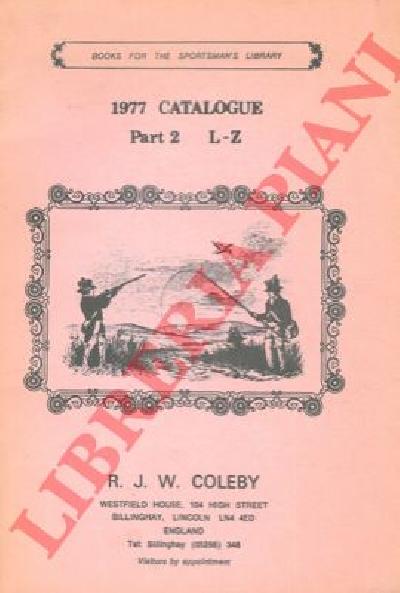 BOOKS FOR THE SPORTSMAN'S LIBRARY
1977 CATALOGUE
Part 2 L-Z
LIBRERIA PIANI
R. J. W. COLEBY
WESTFIELD HOUSE, 104 HIGH STREET
BILLINGHAY, LINCOLN LN4 4ED
ENGLAND
Tel: Billinghay (05266) 348
Visitors by appointment